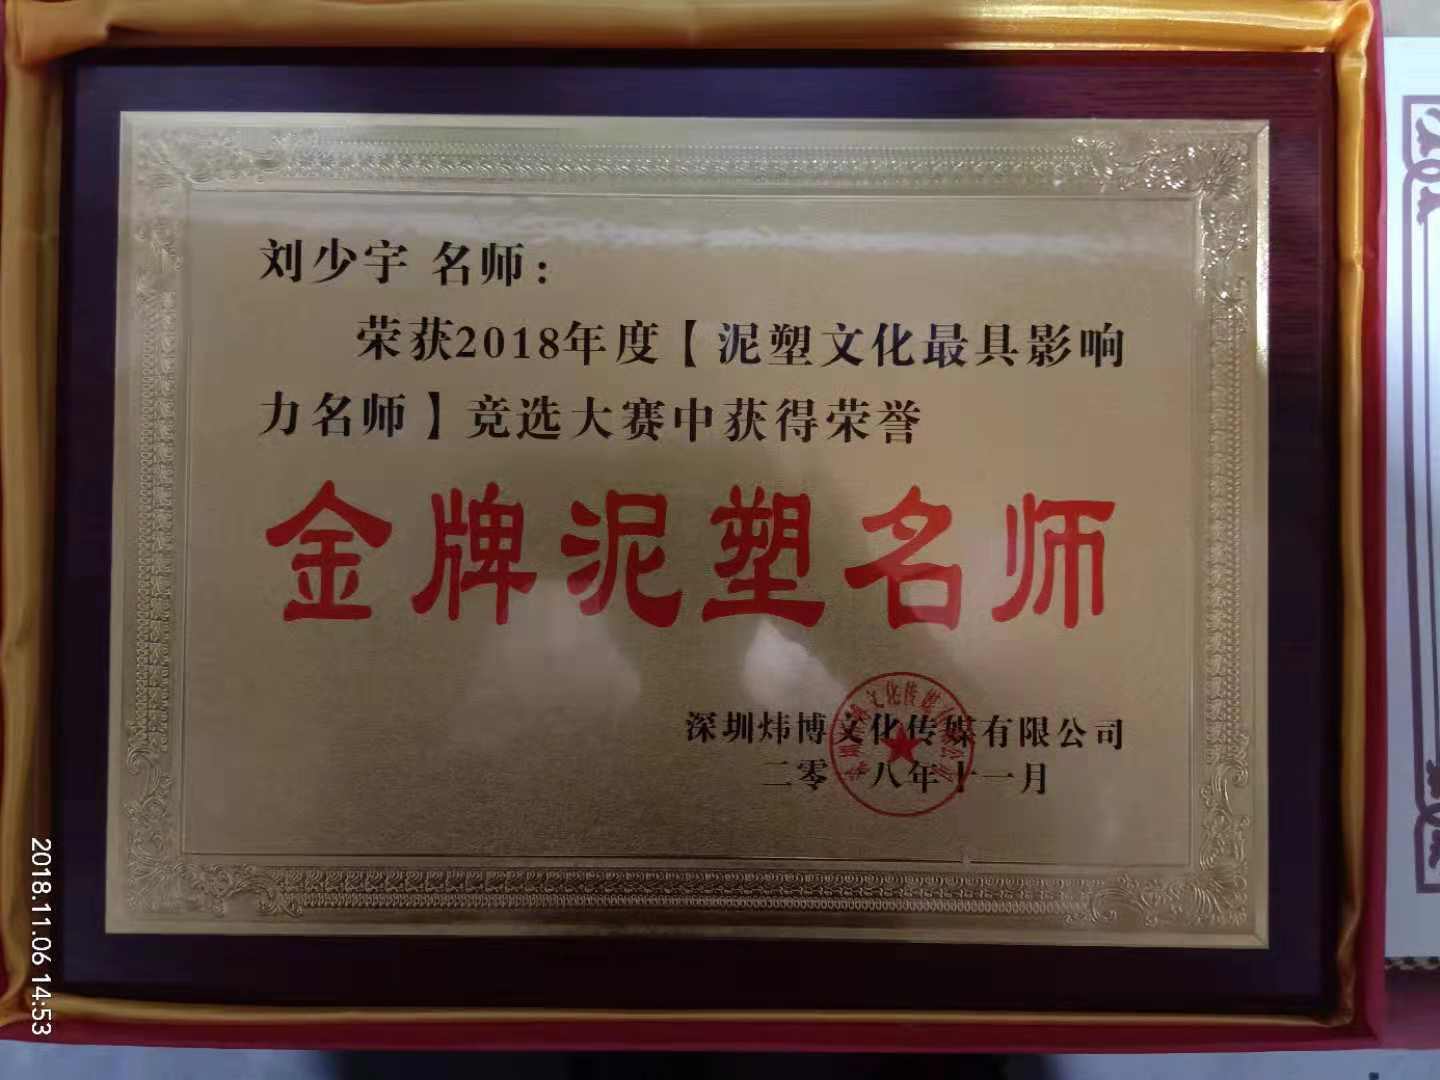 刘少宇 名师：
荣获2018年度【泥塑文化最具影响
力名师】竞选大赛中获得荣誉
金牌泥塑名师
深圳炜博文化传媒有限公司
二零一八年十一月
2018.11.06 14:53